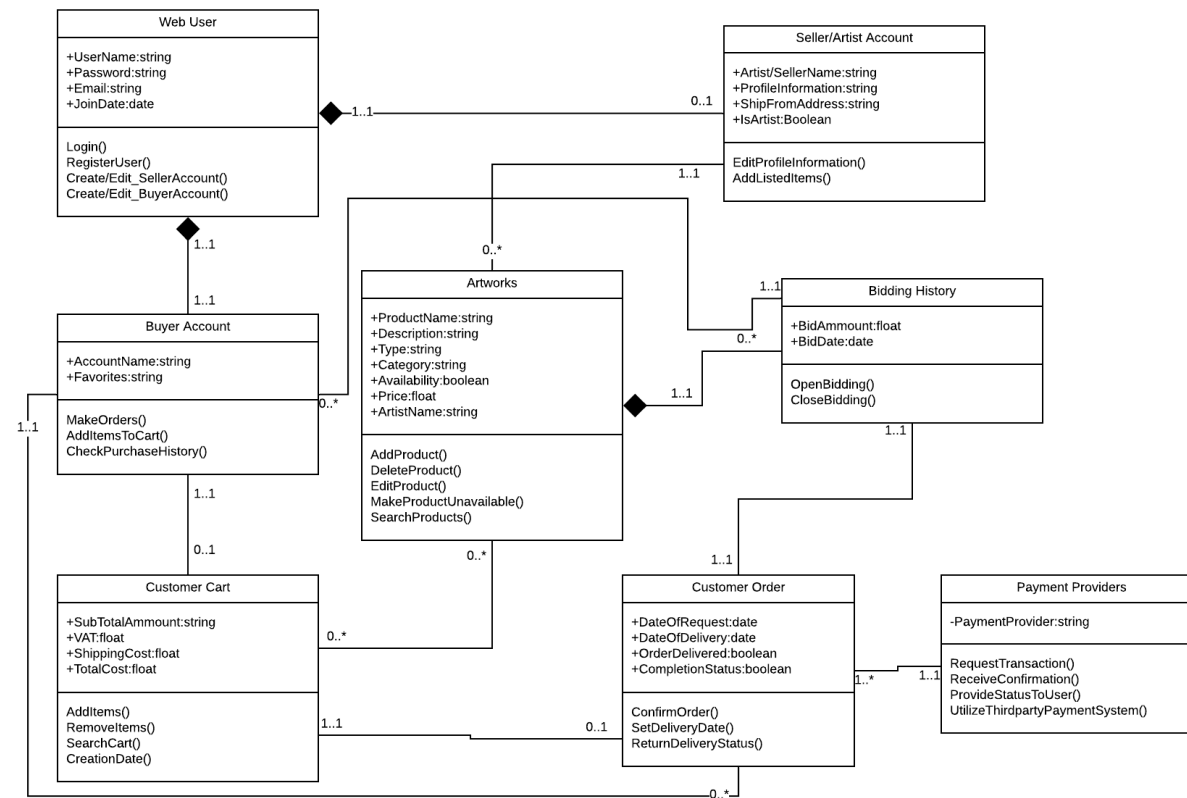 Web User
+UserName:string
+Password:string
+Email:string
+JoinDate:date
Login()
RegisterUser()
Create/Edit_SellerAccount()
Create/Edit_BuyerAccount()
1..1
0..1
Seller/Artist Account
+Artist/SellerName:string
+ProfileInformation:string
+ShipFromAddress:string
+IsArtist:Boolean
EditProfileInformation()
AddListedItems()
1..1
0..*
1..1
1..1
Buyer Account
+AccountName:string
+Favorites:string
MakeOrders()
AddItemsToCart()
CheckPurchaseHistory()
0..*
1..1
Artworks
+ProductName:string
+Description:string
+Type:string
+Category:string
+Availability:boolean
+Price:float
+ArtistName:string
AddProduct()
DeleteProduct()
EditProduct()
MakeProductUnavailable()
SearchProducts()
1..1
0..*
1..1
Bidding History
+BidAmmount:float
+BidDate:date
OpenBidding()
CloseBidding()
1..1
1..1
1..1
0..1
0..*
0..*
Customer Cart
+SubTotalAmmount:string
+VAT:float
+ShippingCost:float
+TotalCost:float
AddItems()
RemoveItems()
SearchCart()
CreationDate()
1..1
0..1
Customer Order
+DateOfRequest:date
+DateOfDelivery:date
+OrderDelivered:boolean
+CompletionStatus:boolean
ConfirmOrder()
SetDeliveryDate()
ReturnDeliveryStatus()
1..*
1..1
Payment Providers
-PaymentProvider:string
RequestTransaction()
ReceiveConfirmation()
ProvideStatusToUser()
UtilizeThirdpartyPaymentSystem()
0..*